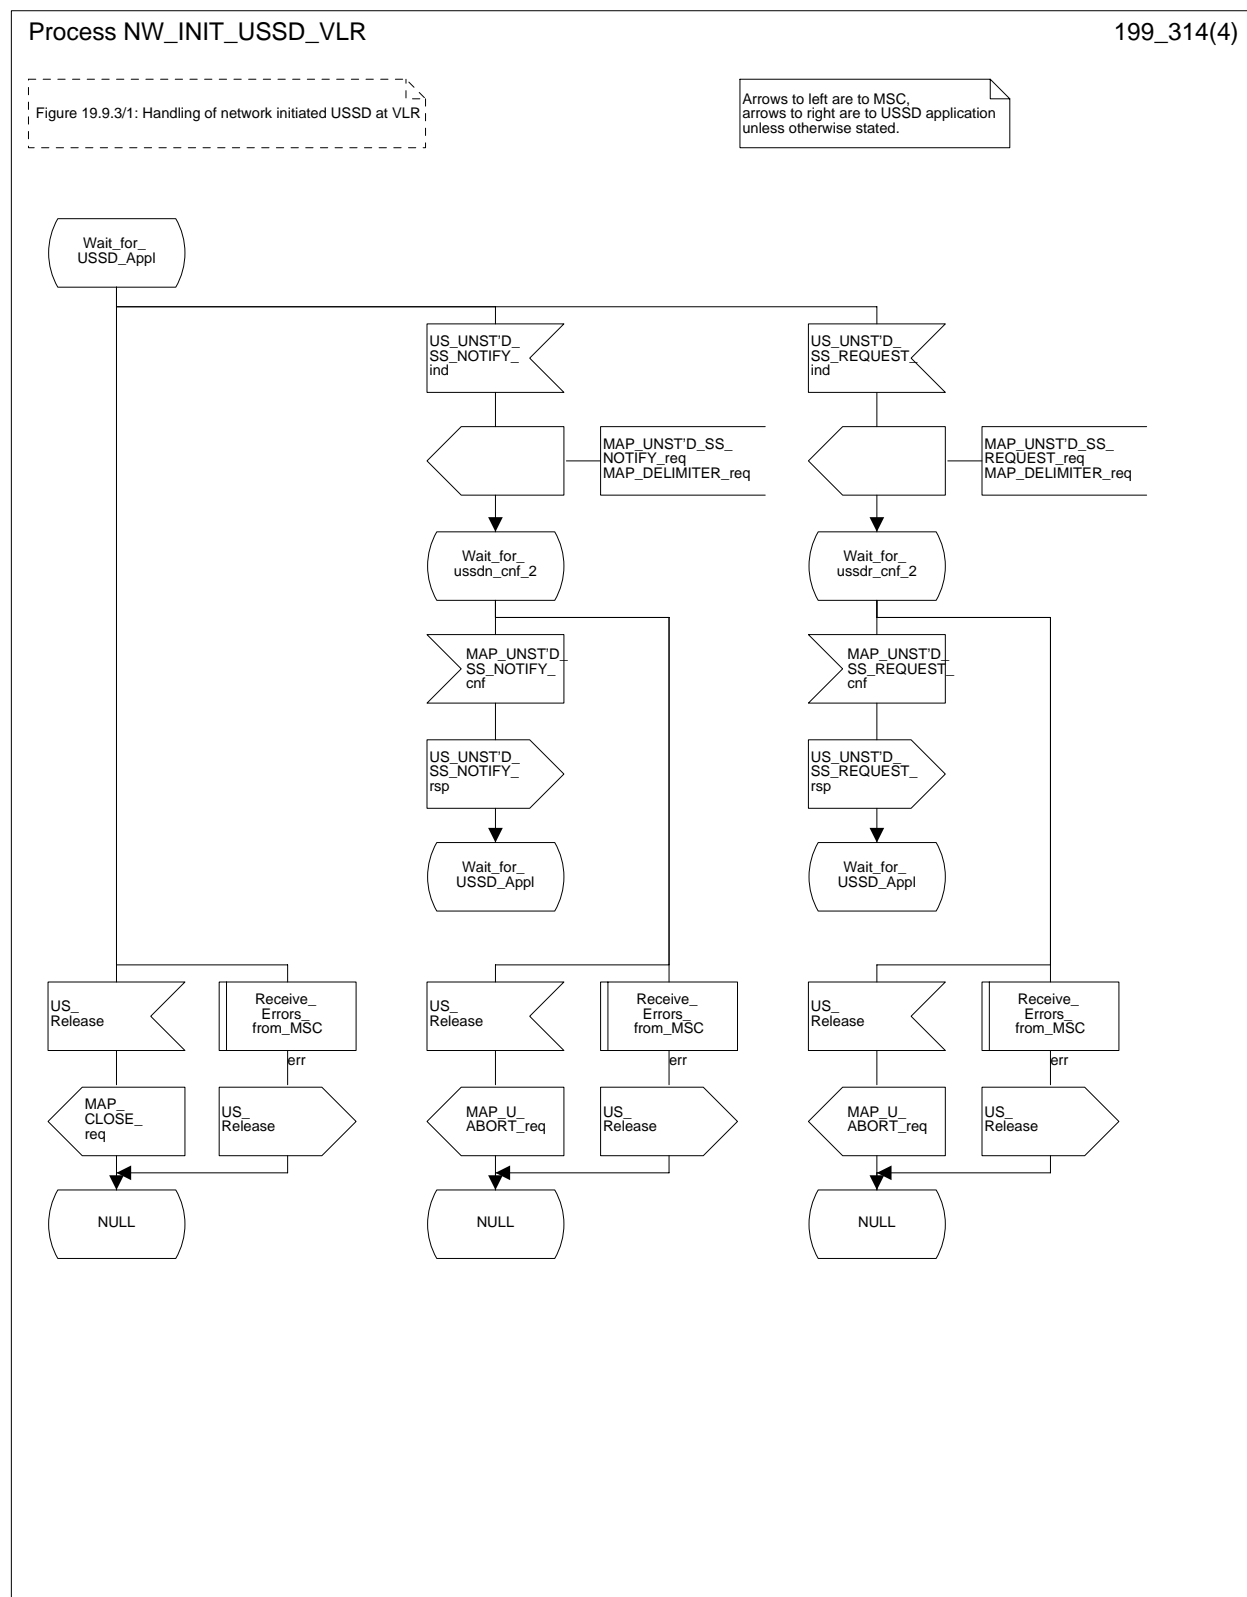 Process NW_INIT_USSD_VLR
199_314(4)
Figure 19.9.3/1: Handling of network initiated USSD at VLR
Arrows to left are to MSC,
arrows to right are to USSD application
unless otherwise stated.
Wait_for_
USSD_Appl
US_UNST'D_
SS_NOTIFY_
ind
US_UNST'D_
SS_REQUEST_
ind
MAP_UNST'D_SS_
NOTIFY_req
MAP_DELIMITER_req
MAP_UNST'D_SS_
REQUEST_req
MAP_DELIMITER_req
Wait_for_
ussdn_cnf_2
Wait_for_
ussdr_cnf_2
MAP_UNST'D_
SS_NOTIFY_
cnf
MAP_UNST'D_
SS_REQUEST_
cnf
US_UNST'D_
SS_NOTIFY_
rsp
US_UNST'D_
SS_REQUEST_
rsp
Wait_for_
USSD_Appl
Wait_for_
USSD_Appl
US_
Release
Receive_
Errors_
from_MSC
US_
Release
Receive_
Errors_
from_MSC
US_
Release
Receive_
Errors_
from_MSC
err
err
err
MAP_
CLOSE_
req
US_
Release
MAP_U_
ABORT_req
US_
Release
MAP_U_
ABORT_req
US_
Release
NULL
NULL
NULL